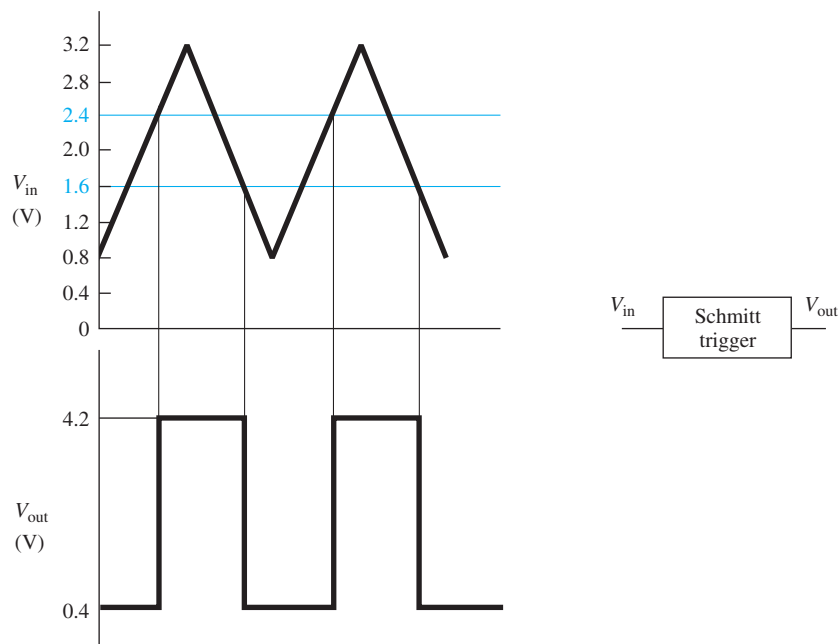 3.2
2.8
2.4
2.0
V_in
(V)
1.6
1.2
0.8
0.4
0
V_in
Schmitt
trigger
V_out
4.2
V_out
(V)
0.4